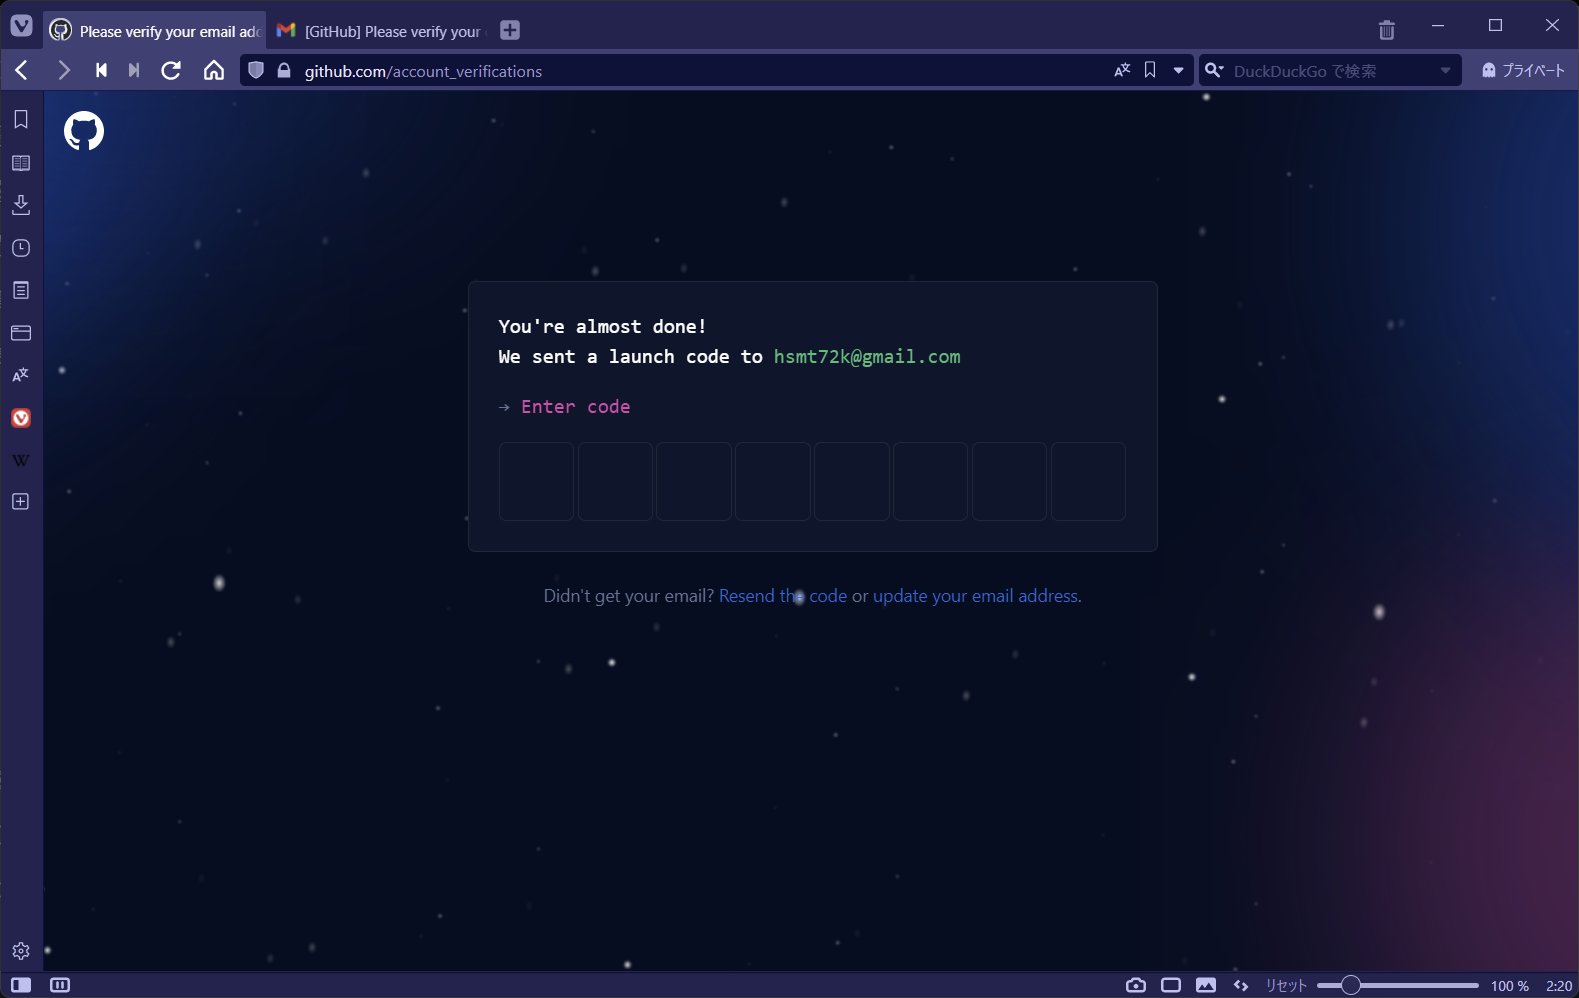 Please verify your email add
[GitHub] Please verify your
github.com/account_verifications
DuckDuckGo で検索
プライベート
You're almost done!
We sent a launch code to hsmt72k@gmail.com
→ Enter code
Didn't get your email? Resend the code or update your email address.
W
リセット
100 %
2:20